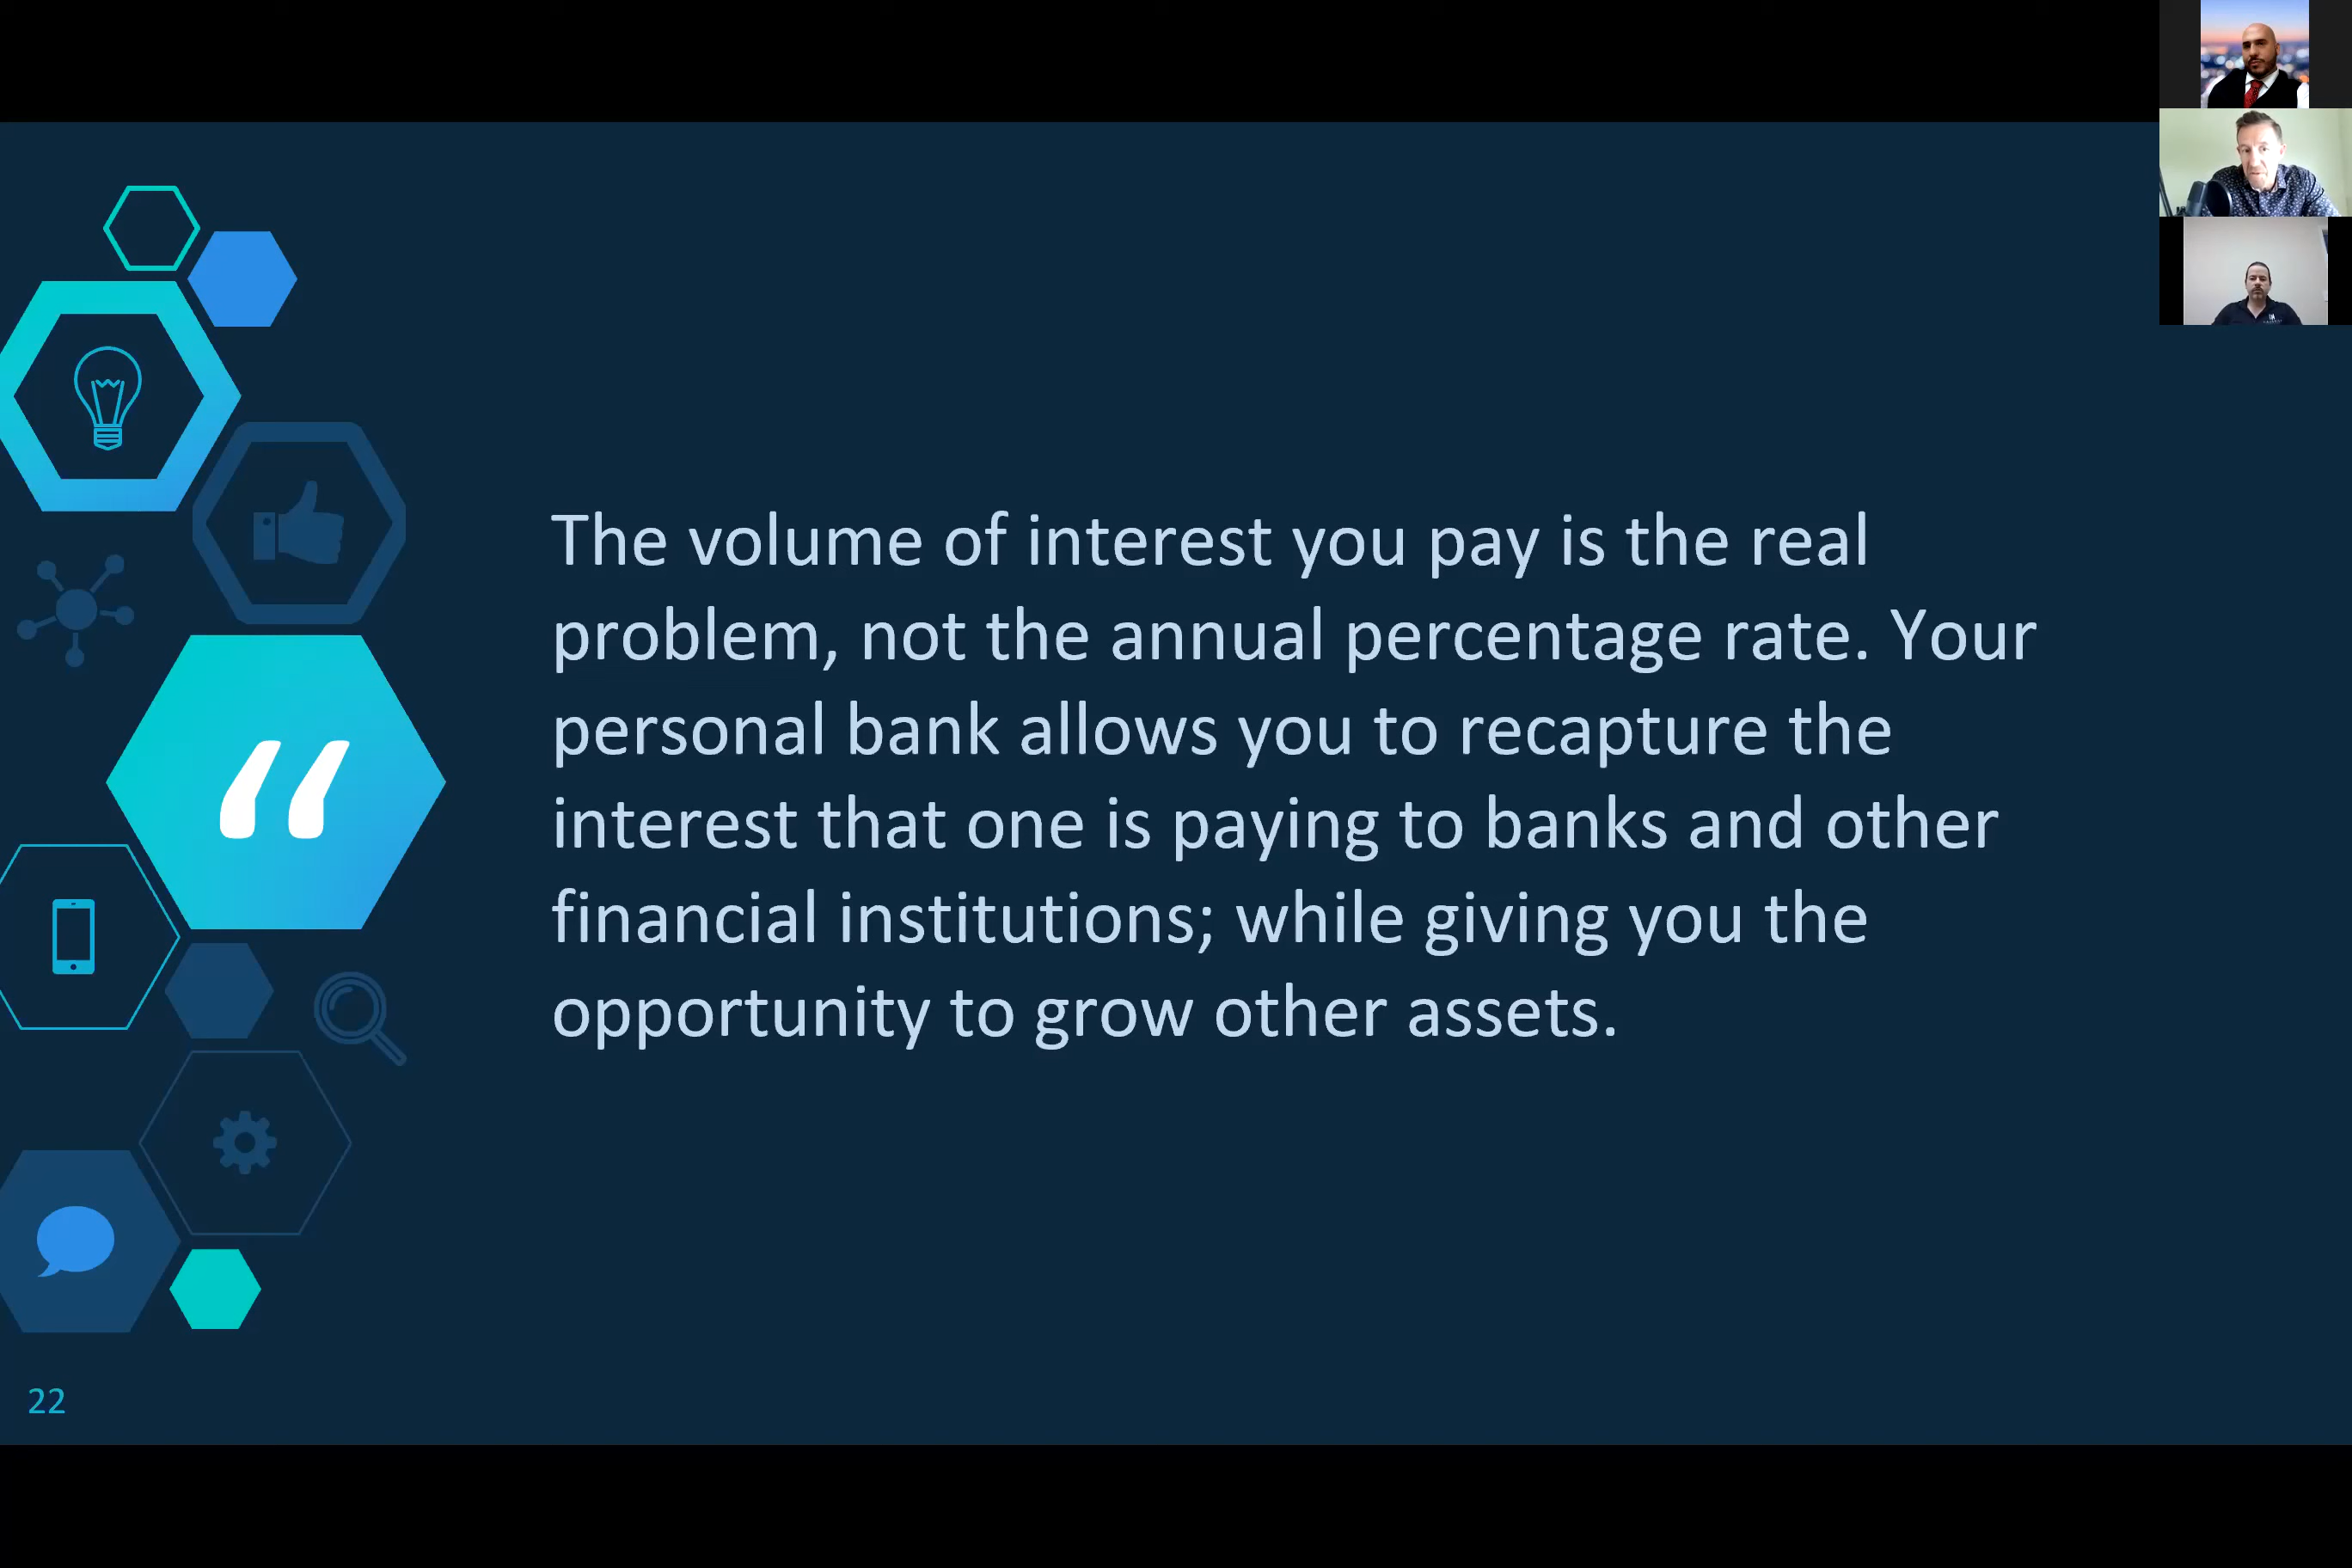 The volume of interest you pay is the real
problem, not the annual percentage rate. Your
personal bank allows you to recapture the
interest that one is paying to banks and other
financial institutions; while giving you the
opportunity to grow other assets.
“
22